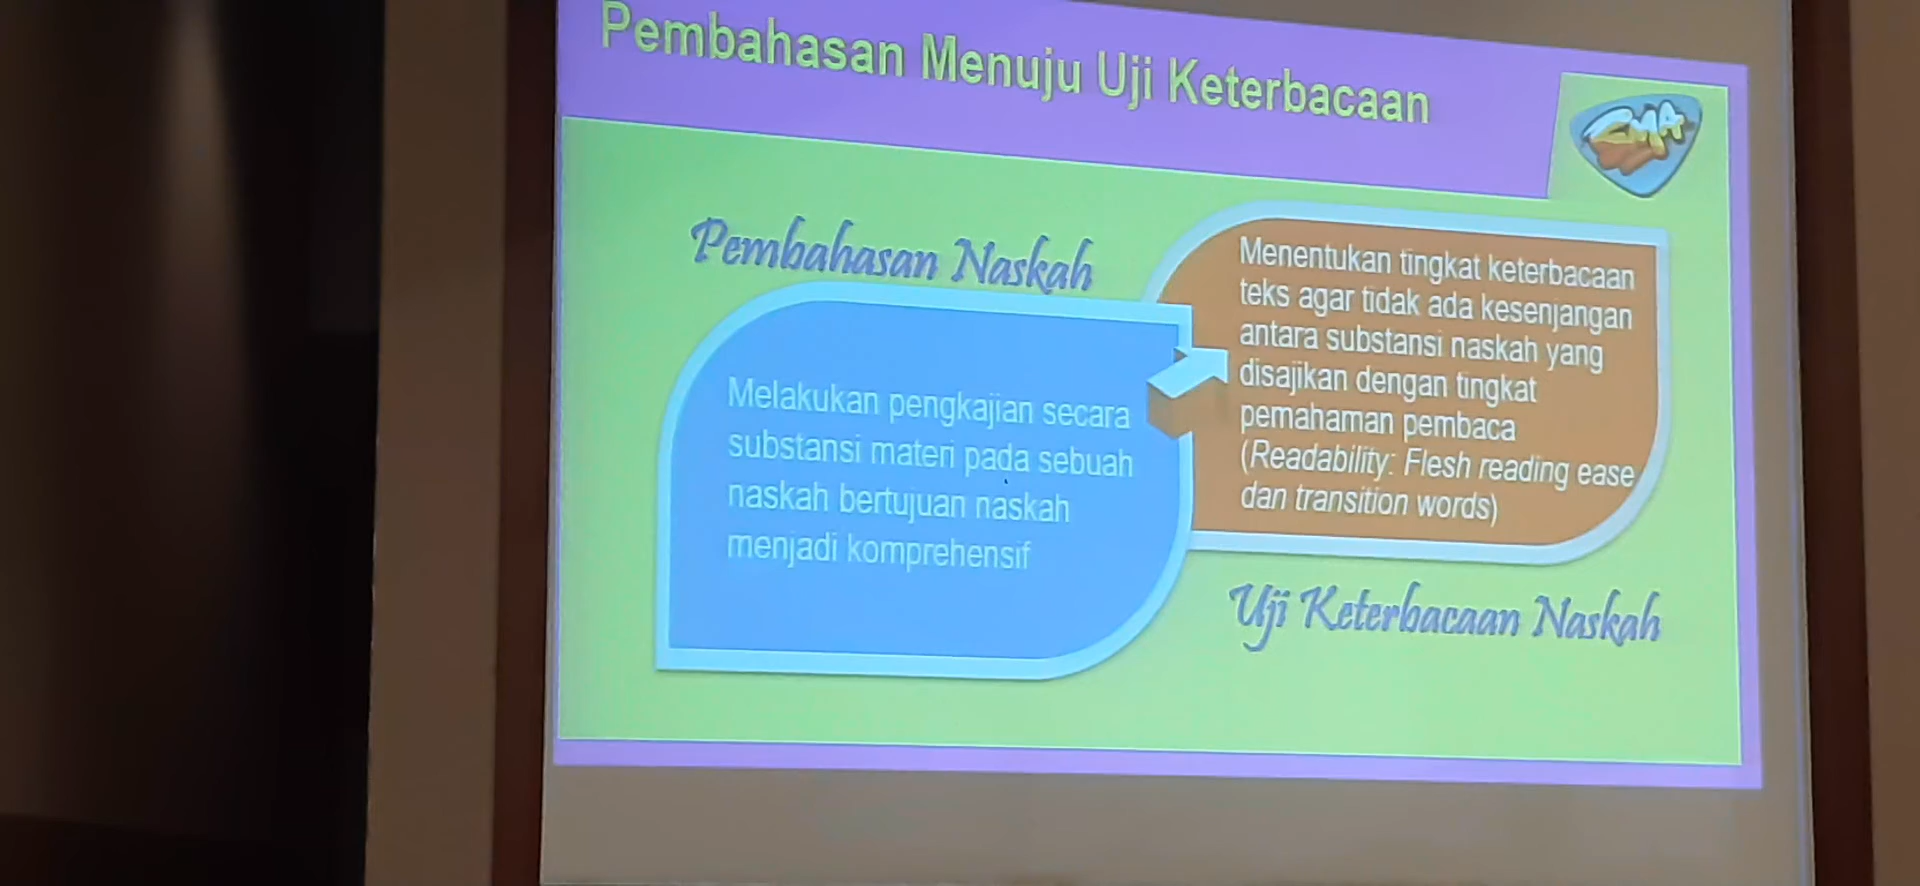 Pembahasan Menuju Uji Keterbacaan
Pembahasan Naskah
Melakukan pengkajian secara
substansi materi pada sebuah
naskah bertujuan naskah
menjadi komprehensif
Menentukan tingkat keterbacaan
teks agar tidak ada kesenjangan
antara substansi naskah yang
disajikan dengan tingkat
pemahaman pembaca
(Readability: Flesh reading ease
dan transition words)
Uji Keterbacaan Naskah